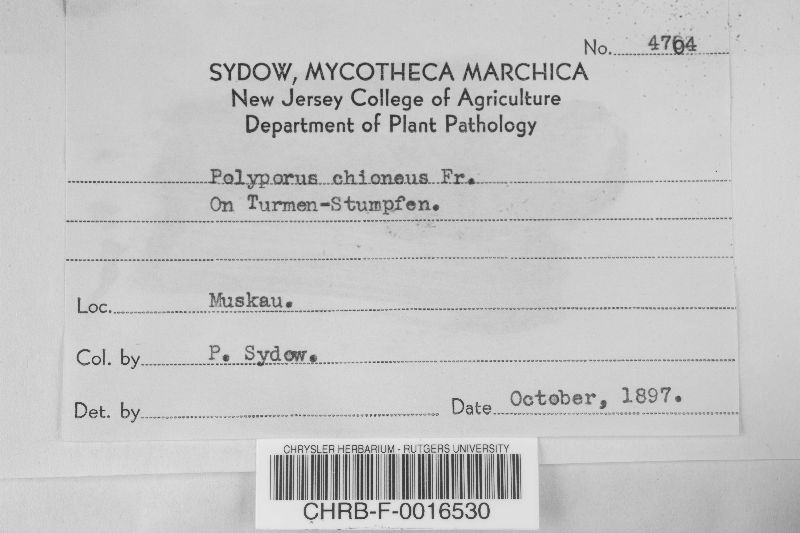 No. 4704
SYDOW, MYCOTHECA MARCHICA
New Jersey College of Agriculture
Department of Plant Pathology
Polyporus chioneus Fr.
On Turmen-Stumpfen.
Loc. Muskau.
Col. by P. Sydow.
Det. by
Date October, 1897.
CHRYSLER HERBARIUM - RUTGERS UNIVERSITY
CHRB-F-0016530